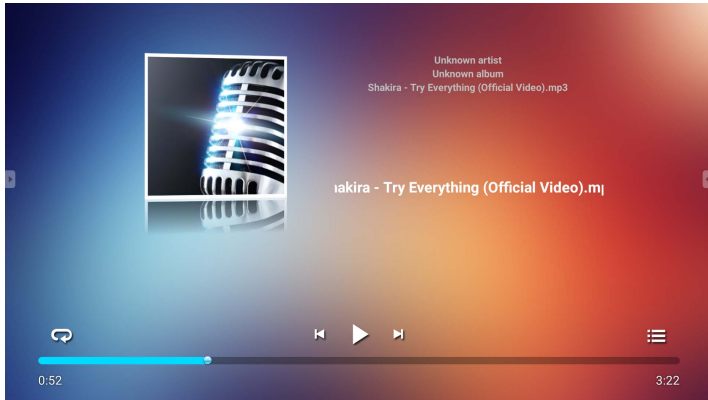 Unknown artist
Unknown album
Shakira - Try Everything (Official Video).mp3
akira - Try Everything (Official Video).m
0:52
3:22